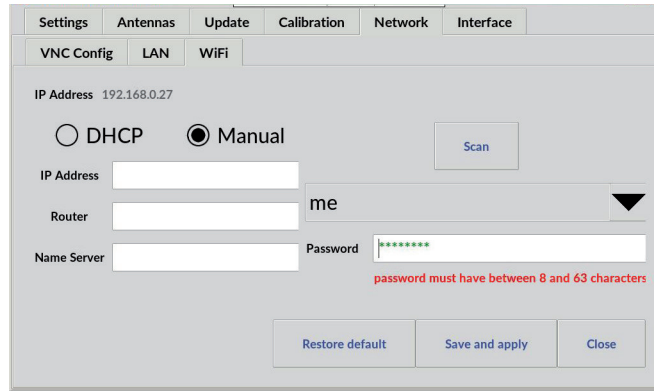 Settings Antennas Update Calibration Network Interface
VNC Config LAN WiFi
IP Address 192.168.0.27
DHCP Manual
Scan
IP Address
me
Router
Password ********
Name Server
password must have between 8 and 63 characters
Restore default Save and apply Close